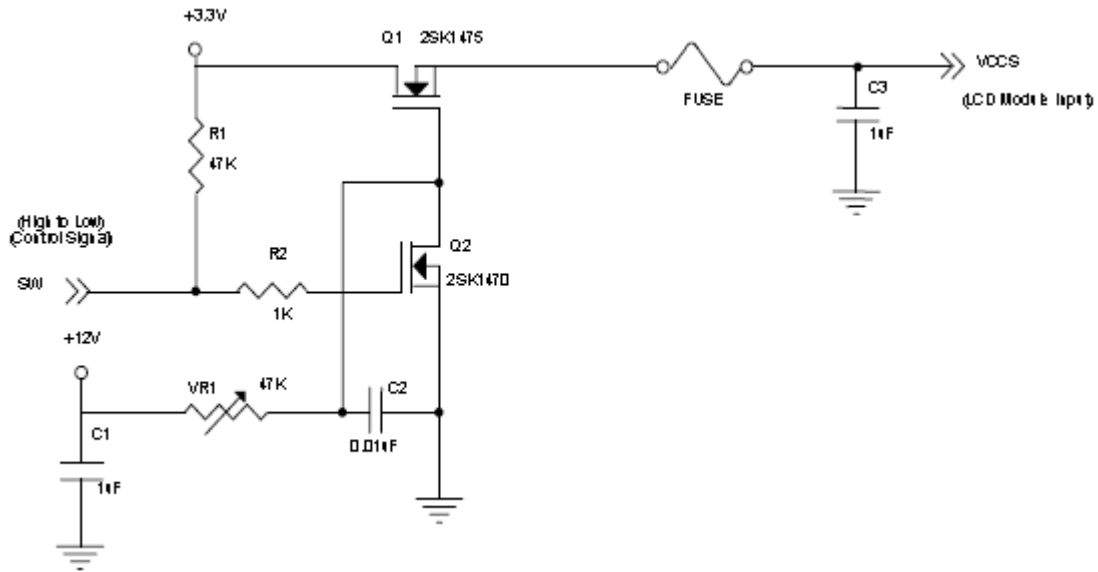 +3.3V
Q1 2SK1475
FUSE
VCCS
(LCD Module Input)
C3
1uF
R1
47K
(High to Low)
(Control Signal)
SW
R2
1K
Q2
2SK1470
+12V
VR1
47K
C2
0.01uF
C1
1uF